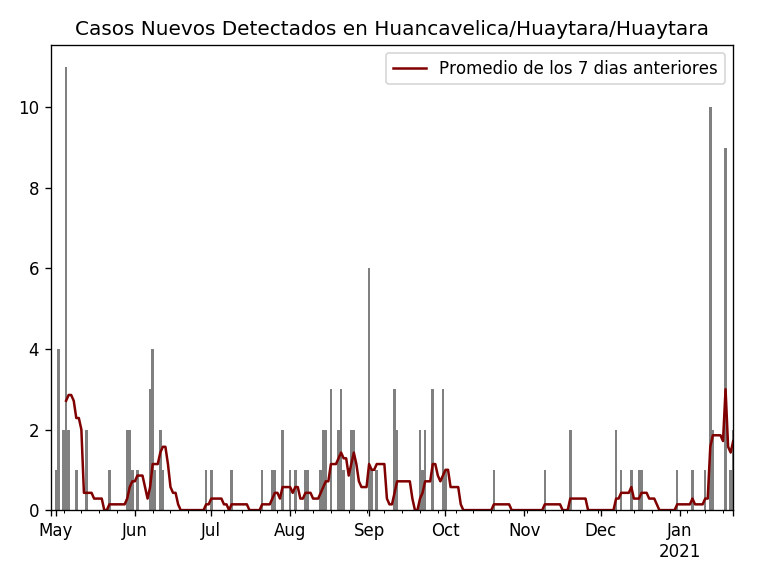 Casos Nuevos Detectados en Huancavelica/Huaytara/Huaytara
Promedio de los 7 dias anteriores
10
8
6
4
2
0
May Jun Jul Aug Sep Oct Nov Dec Jan
2021